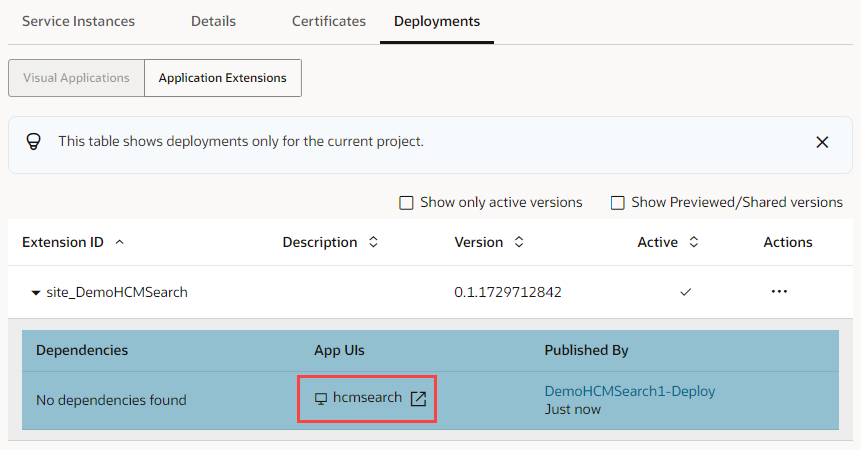 Service Instances Details Certificates Deployments
Visual Applications Application Extensions
This table shows deployments only for the current project.
Show only active versions Show Previewed/Shared versions
Extension ID Description Version Active Actions
site_DemoHCMSearch 0.1.1729712842
Dependencies App UIs Published By
No dependencies found hcmsearch DemoHCMSearch1-Deploy
Just now